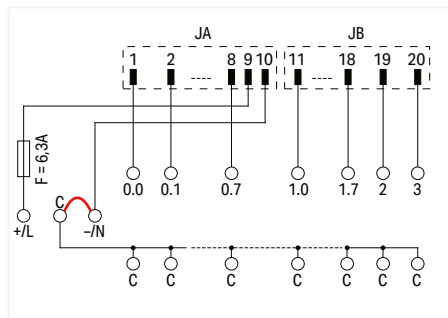 JA JB
1 2 8 9 10 11 18 19 20
F = 6,3A
0.0 0.1 0.7 1.0 1.7 2 3
C
+/L –/N
C C C C C C C